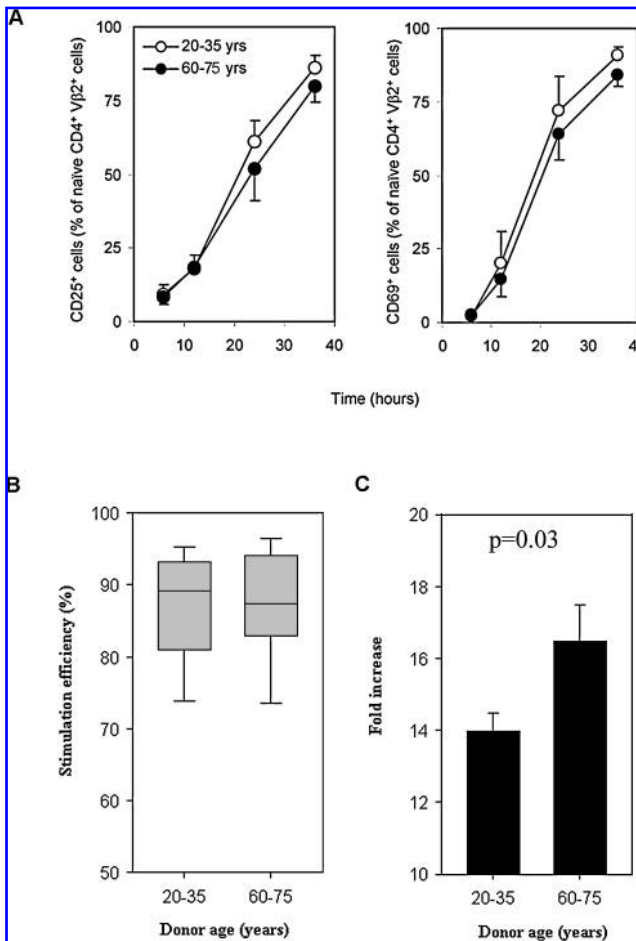 A
20-35 yrs
60-75 yrs
CD25⁺ cells (% of naïve CD4⁺ Vβ2⁺ cells)
100
75
50
25
0
0 10 20 30 40
CD69⁺ cells (% of naïve CD4⁺ Vβ2⁺ cells)
100
75
50
25
0
0 10 20 30 40
Time (hours)
B
Stimulation efficiency (%)
100
90
80
70
60
50
20-35 60-75
Donor age (years)
C
p=0.03
Fold increase
20
18
16
14
12
10
20-35 60-75
Donor age (years)